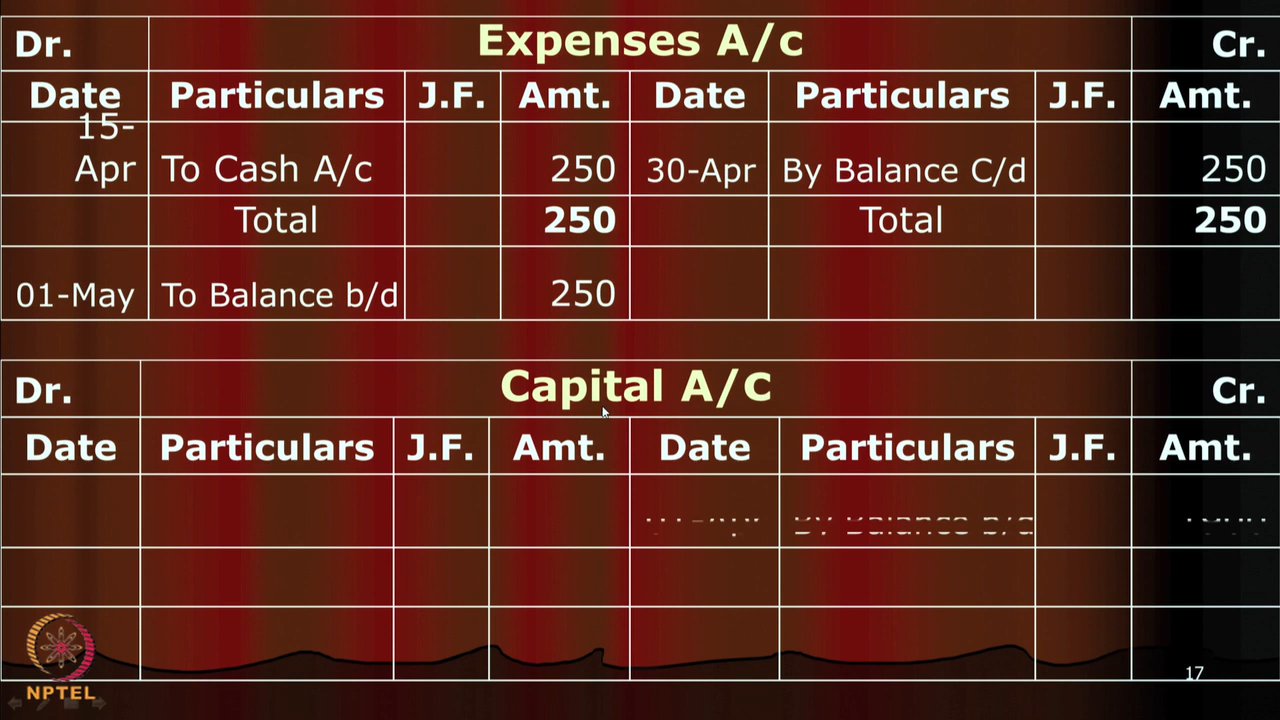 Dr. Expenses A/c Cr.
Date Particulars J.F. Amt. Date Particulars J.F. Amt.
15-
Apr To Cash A/c 250 30-Apr By Balance C/d 250
Total 250 Total 250
01-May To Balance b/d 250
Dr. Capital A/C Cr.
Date Particulars J.F. Amt. Date Particulars J.F. Amt.
By Balance b/d
17
NPTEL